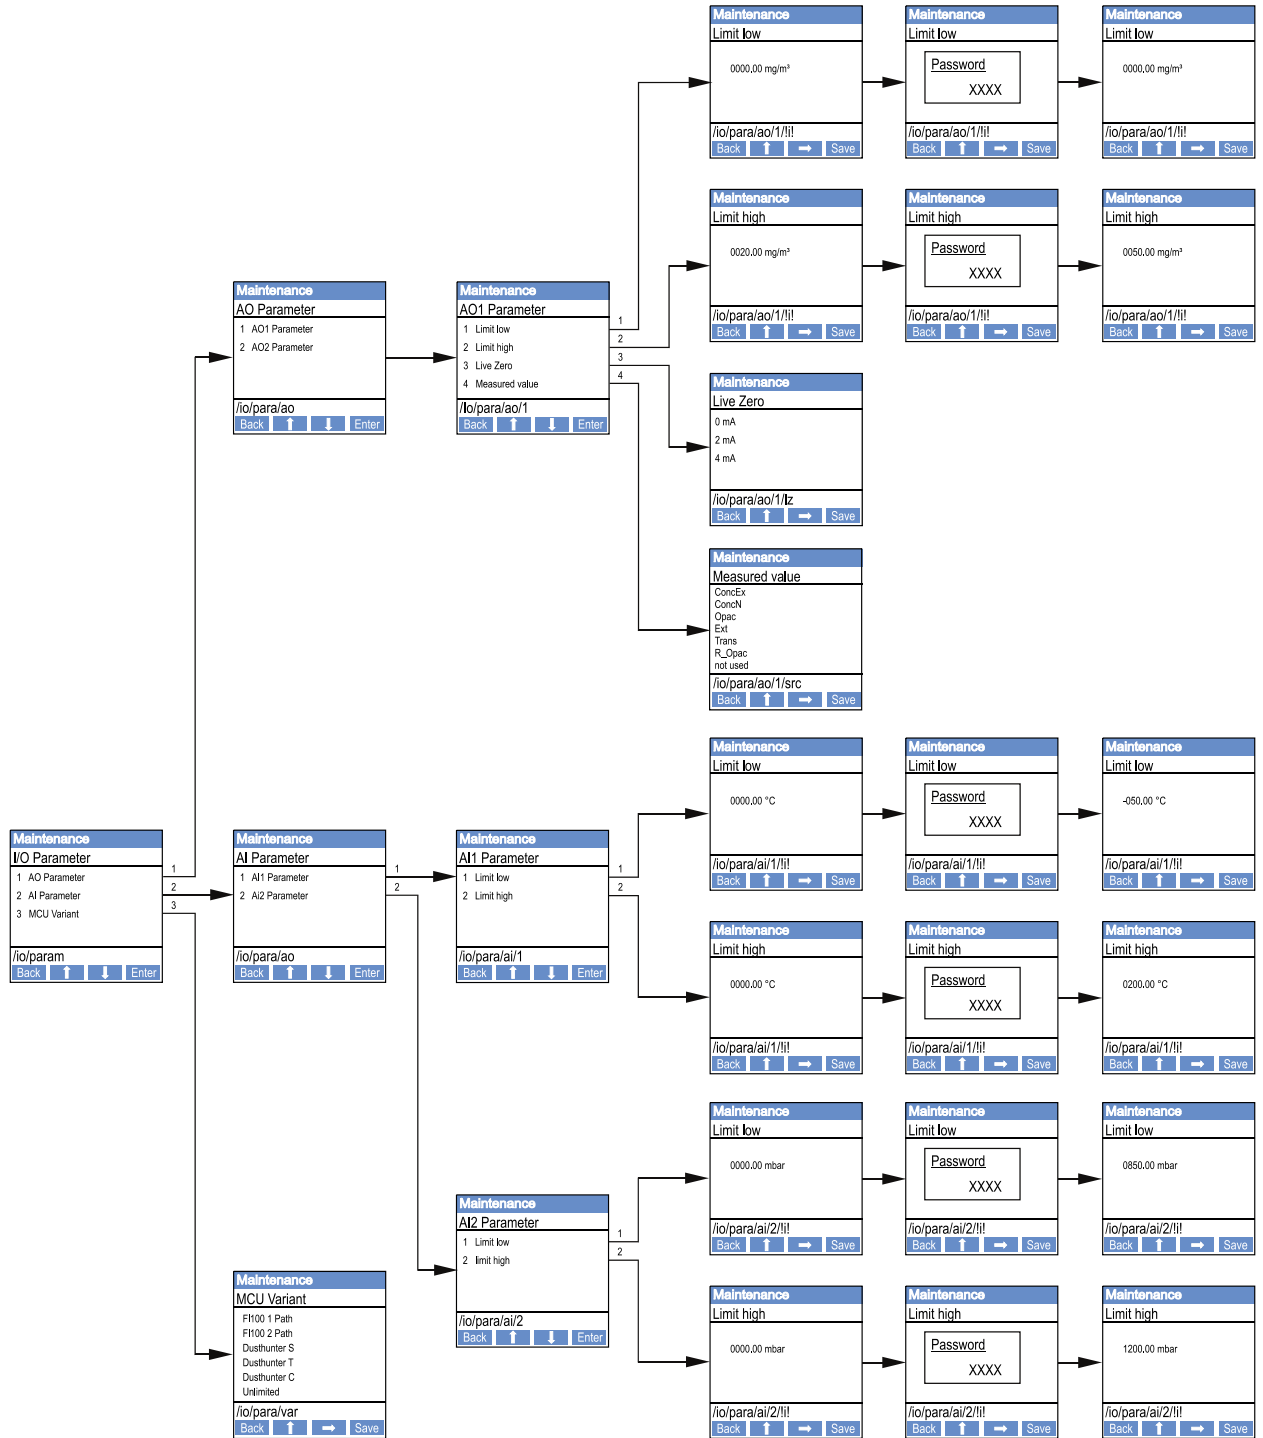 Maintenance
Limit low
0000.00 mg/m³
/io/para/ao/1/!i!
Back Save
Maintenance
Limit low
Password
XXXX
/io/para/ao/1/!i!
Back Save
Maintenance
Limit low
0000.00 mg/m³
/io/para/ao/1/!i!
Back Save
Maintenance
Limit high
0020.00 mg/m³
/io/para/ao/1/!i!
Back Save
Maintenance
Limit high
Password
XXXX
/io/para/ao/1/!i!
Back Save
Maintenance
Limit high
0050.00 mg/m³
/io/para/ao/1/!i!
Back Save
Maintenance
AO Parameter
1 AO1 Parameter
2 AO2 Parameter
/io/para/ao
Back Enter
Maintenance
AO1 Parameter
1 Limit low
2 Limit high
3 Live Zero
4 Measured value
/Io/para/ao/1
Back Enter
1
2
3
4
Maintenance
Live Zero
0 mA
2 mA
4 mA
/io/para/ao/1/lz
Back Save
Maintenance
Measured value
ConcEx
ConcN
Opac
Ext
Trans
R_Opac
not used
/io/para/ao/1/src
Back Save
Maintenance
Limit low
0000.00 °C
/io/para/ai/1/!i!
Back Save
Maintenance
Limit low
Password
XXXX
/io/para/ai/1/!i!
Back Save
Maintenance
Limit low
-050.00 °C
/io/para/ai/1/!i!
Back Save
Maintenance
I/O Parameter
1 AO Parameter
2 AI Parameter
3 MCU Variant
/io/param
Back Enter
1
2
3
Maintenance
AI Parameter
1 AI1 Parameter
2 Ai2 Parameter
/io/para/ao
Back Enter
1
2
Maintenance
AI1 Parameter
1 Limit low
2 Limit high
/io/para/ai/1
Back Enter
1
2
Maintenance
Limit high
0000.00 °C
/io/para/ai/1/!i!
Back Save
Maintenance
Limit high
Password
XXXX
/io/para/ai/1/!i!
Back Save
Maintenance
Limit high
0200.00 °C
/io/para/ai/1/!i!
Back Save
Maintenance
Limit low
0000.00 mbar
/io/para/ai/2/!i!
Back Save
Maintenance
Limit low
Password
XXXX
/io/para/ai/2/!i!
Back Save
Maintenance
Limit low
0850.00 mbar
/io/para/ai/2/!i!
Back Save
Maintenance
AI2 Parameter
1 Limit low
2 limit high
/io/para/ai/2
Back Enter
1
2
Maintenance
MCU Variant
Fl100 1 Path
Fl100 2 Path
Dusthunter S
Dusthunter T
Dusthunter C
Unlimited
/io/para/var
Back Save
Maintenance
Limit high
0000.00 mbar
/io/para/ai/2/!i!
Back Save
Maintenance
Limit high
Password
XXXX
/io/para/ai/2/!i!
Back Save
Maintenance
Limit high
1200.00 mbar
/io/para/ai/2/!i!
Back Save